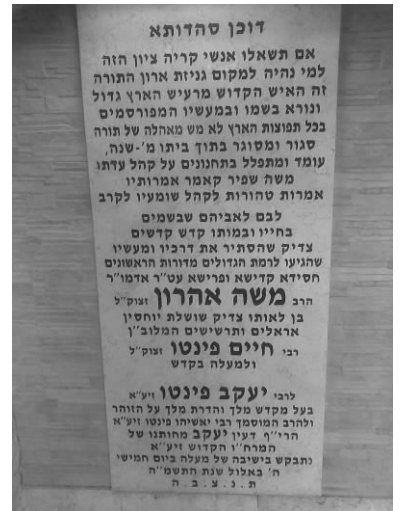 דוכן סהדותא
אם תשאלו אנשי קריה ציון הזה
למי נהיה למקום גניזת ארון התורה
זה האיש הקדוש מרעיש הארץ גדול
ונורא בשמו ובמעשיו המפורסמים
בכל תפוצות הארץ לא מש מאהלה של תורה
סגור ומסוגר בתוך ביתו מ'-שנה,
עומד ומתפלל בתחנונים על קהל עדתו
משה שפיר קאמר אמרותיו
אמרות טהורות לקהל שומעיו לקרב
לבם לאביהם שבשמים
בחייו ובמותו קדש קדשים
צדיק שהסתיר את דרכיו ומעשיו
שהגיעו לרמת הגדולים מדורות הראשונים
חסידא קדישא ופרישא עט"ר אדמו"ר
הרב משה אהרון זצוק"ל
בן לאותו צדיק שושלת יוחסין
אראלים ותרשישים המלוב"ן
רבי חיים פינטו זצוק"ל
ולמעלה בקדש
לרבי יעקב פינטו זיע"א
בעל מקדש מלך והדרת מלך על הזוהר
ולהרב המוסמך רבי יאשיהו פינטו זיע"א
הרי"ף דעין יעקב מחותנו של
המרח"ו הקדוש זיע"א
נתבקש בישיבה של מעלה ביום חמישי
ה' באלול שנת התשמ"ה
ת.נ.צ.ב.ה